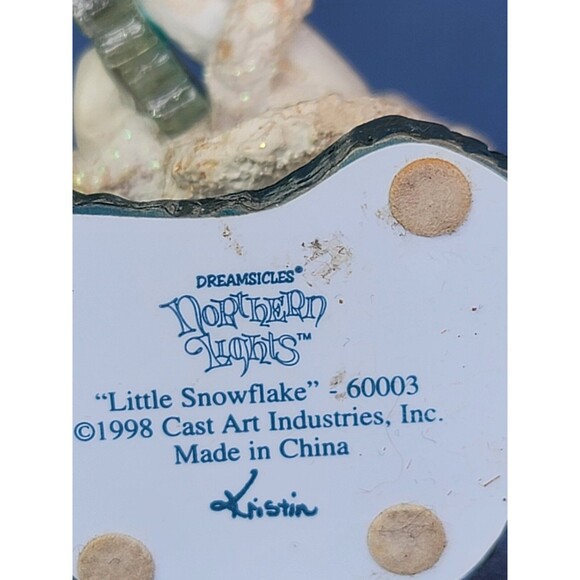 DREAMSICLES®
Northern
Lights™
“Little Snowflake” - 60003
©1998 Cast Art Industries, Inc.
Made in China
Kristin